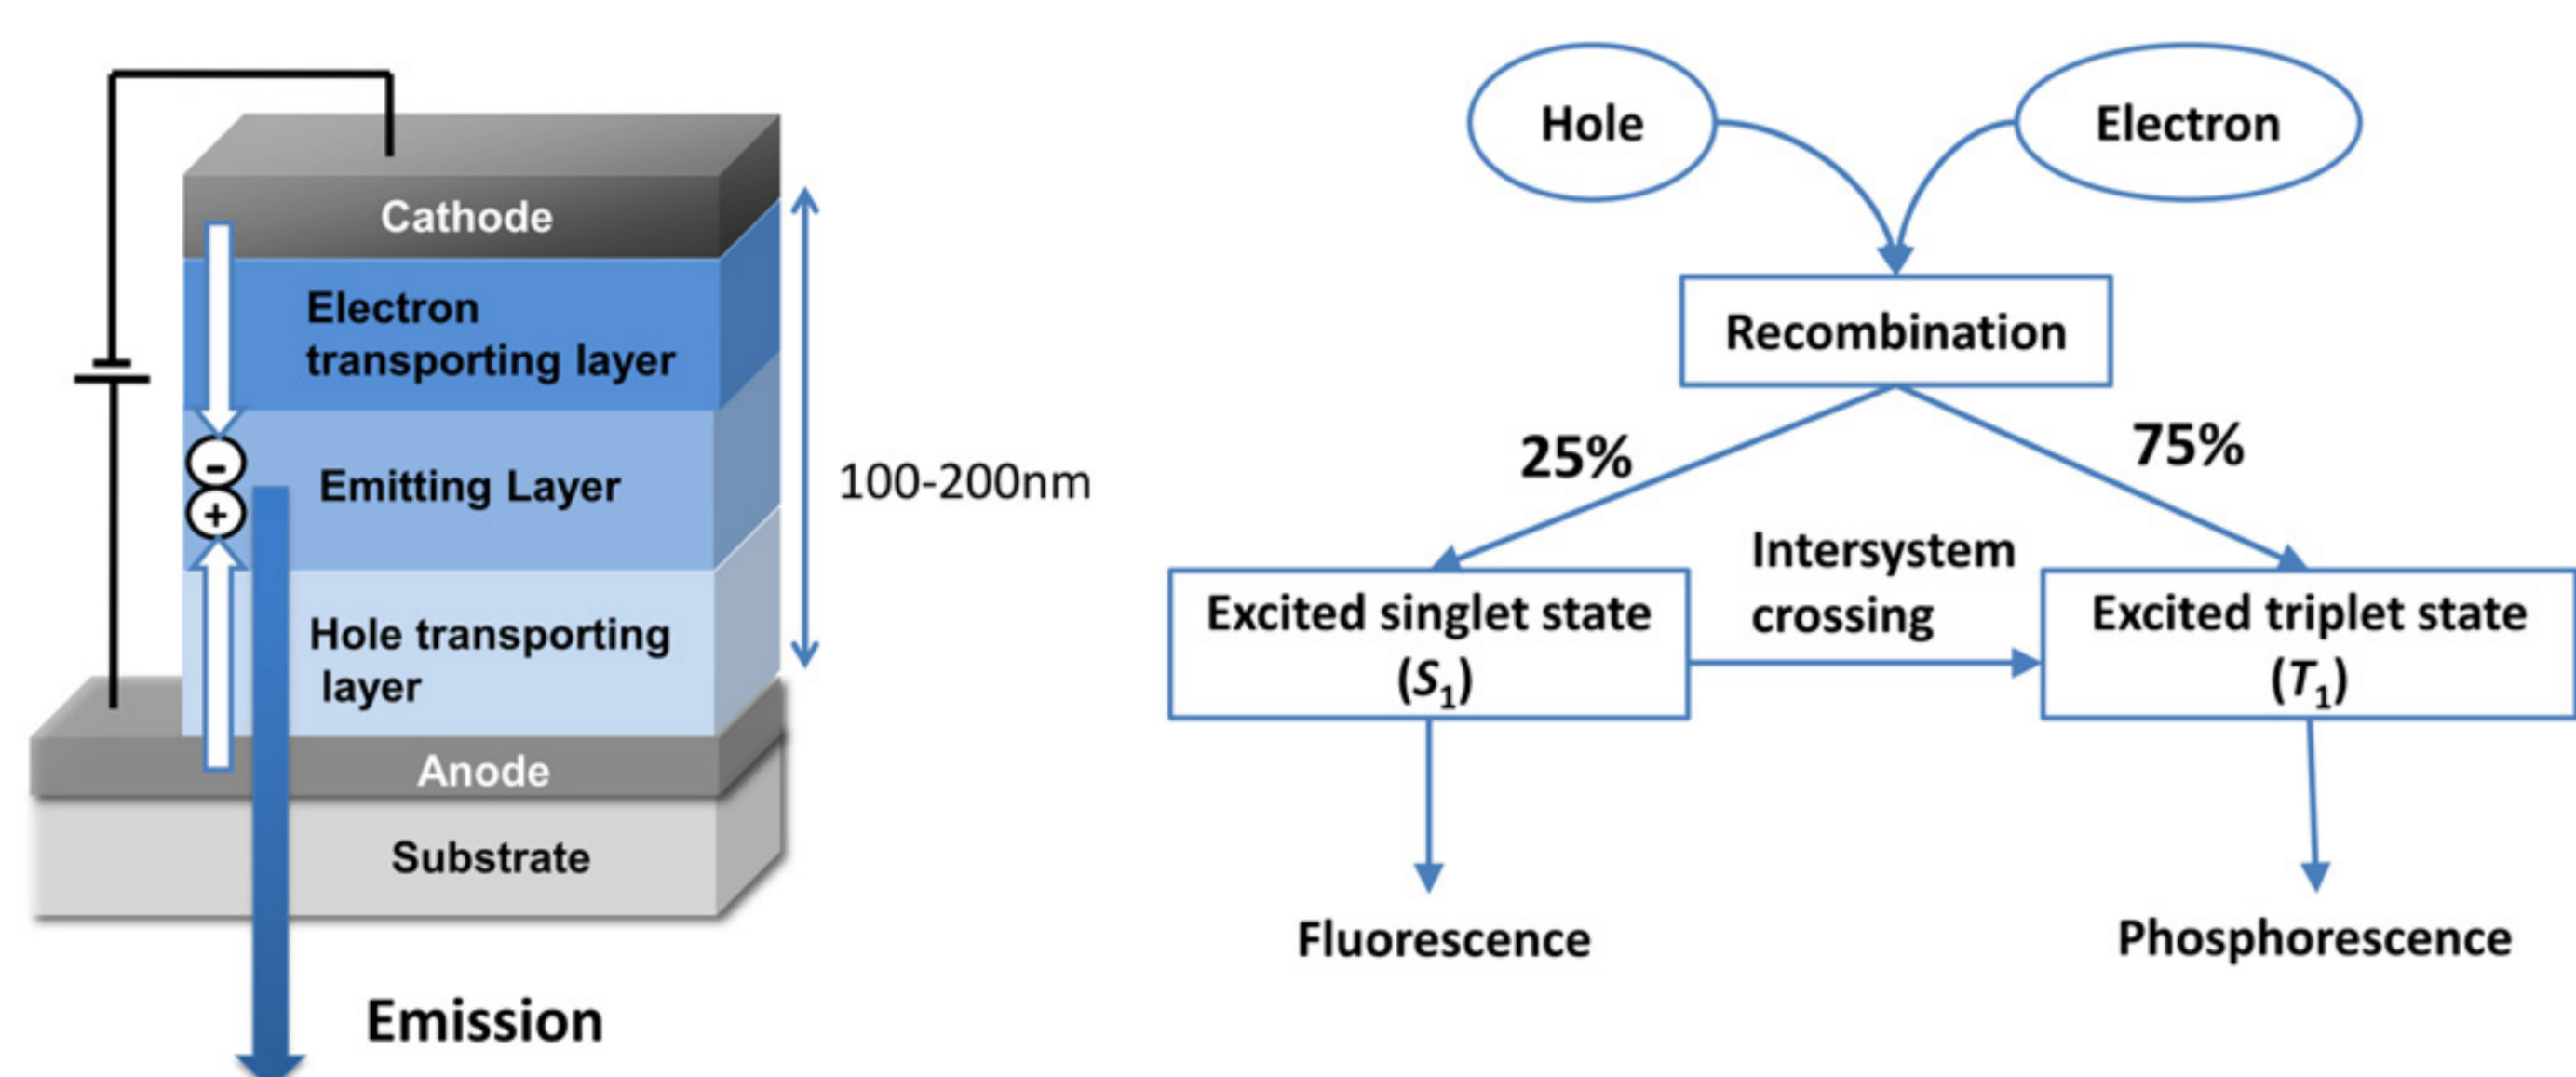 Cathode
Electron
transporting layer
-
Emitting Layer
+
Hole transporting
layer
Anode
Substrate
Emission
100-200nm
Hole
Electron
Recombination
25%
75%
Intersystem
crossing
Excited singlet state
(S₁)
Excited triplet state
(T₁)
Fluorescence
Phosphorescence